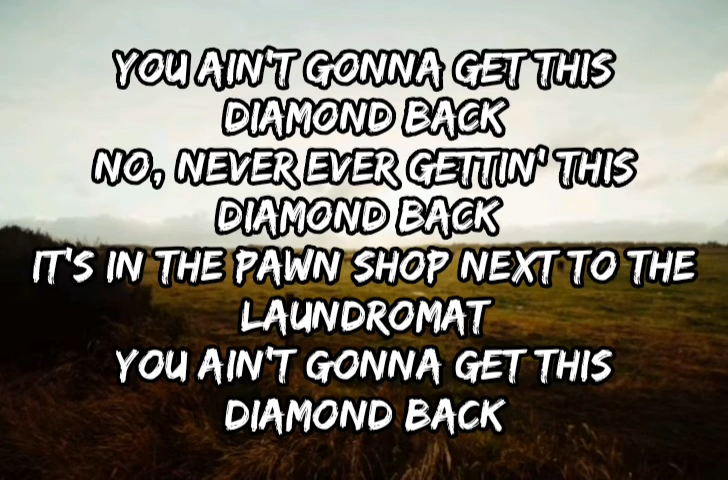 YOU AIN'T GONNA GET THIS
DIAMOND BACK
NO, NEVER EVER GETTIN' THIS
DIAMOND BACK
IT'S IN THE PAWN SHOP NEXT TO THE
LAUNDROMAT
YOU AIN'T GONNA GET THIS
DIAMOND BACK